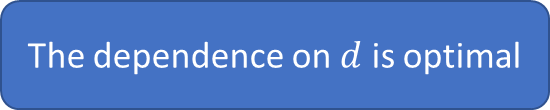 The dependence on 𝑑 is optimal